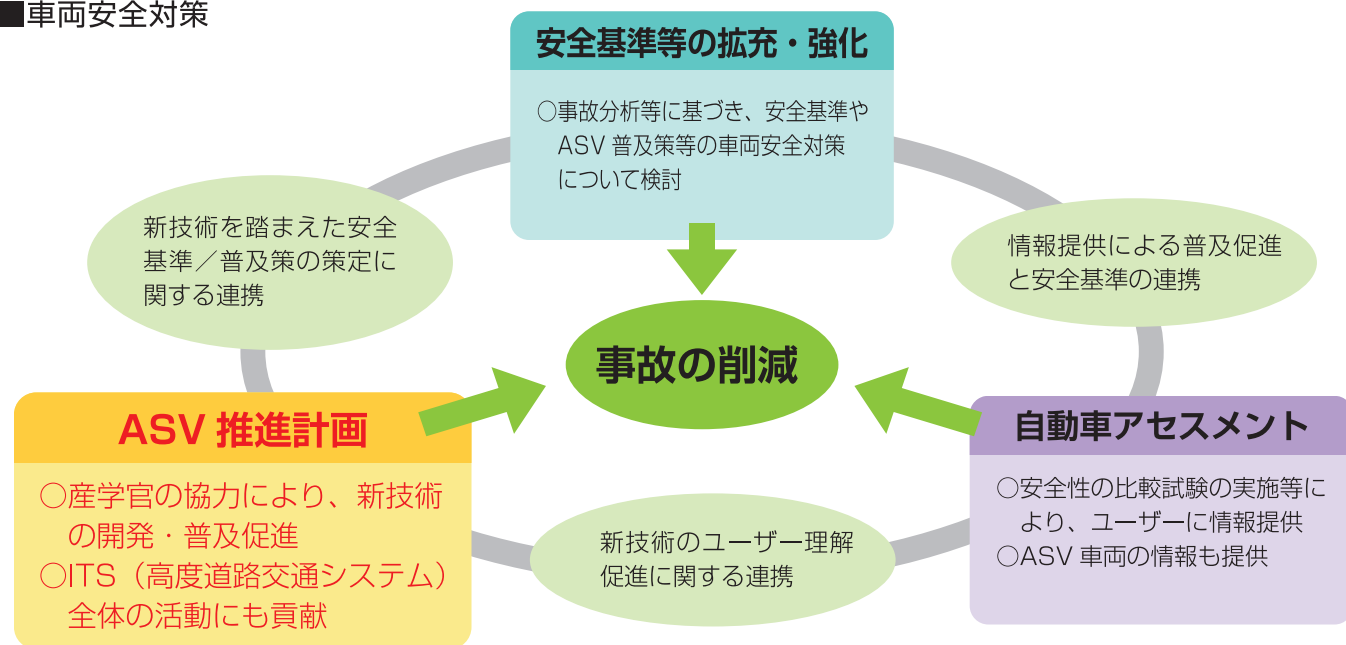 ■車両安全対策
安全基準等の拡充・強化
○事故分析等に基づき、安全基準や
ASV 普及策等の車両安全対策
について検討
新技術を踏まえた安全
基準／普及策の策定に
関する連携
情報提供による普及促進
と安全基準の連携
事故の削減
ASV 推進計画
○産学官の協力により、新技術
の開発・普及促進
○ITS（高度道路交通システム）
全体の活動にも貢献
自動車アセスメント
○安全性の比較試験の実施等に
より、ユーザーに情報提供
○ASV 車両の情報も提供
新技術のユーザー理解
促進に関する連携